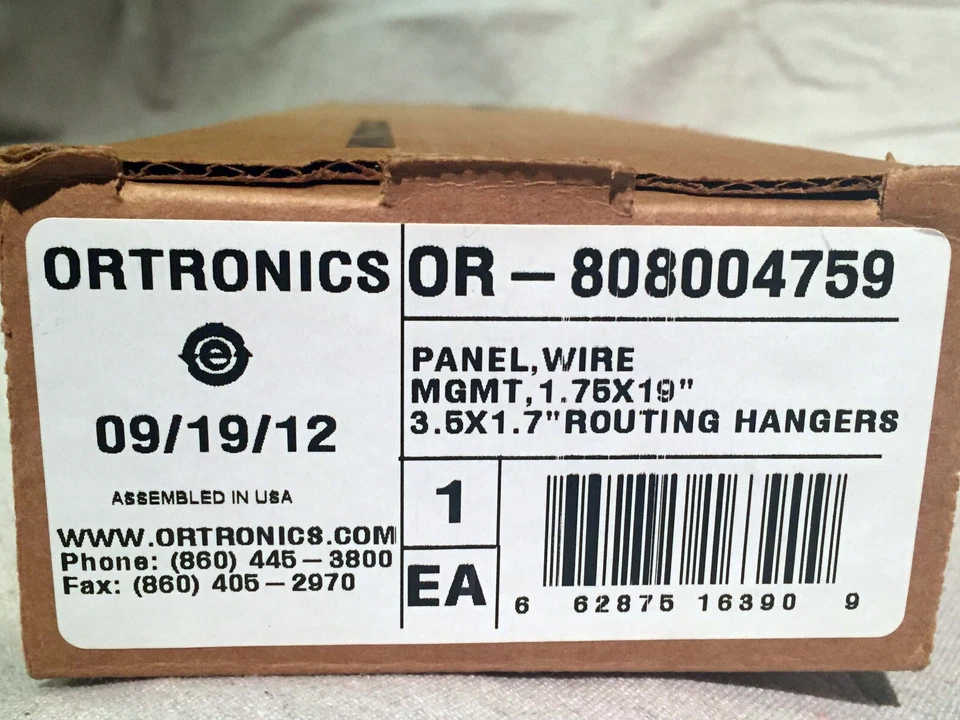 ORTRONICS
e
09/19/12
ASSEMBLED IN USA
WWW.ORTRONICS.COM
Phone: (860) 445-3800
Fax: (860) 405-2970
OR-808004759
PANEL,WIRE
MGMT,1.75X19"
3.5X1.7"ROUTING HANGERS
1
EA
6 62875 16390 9